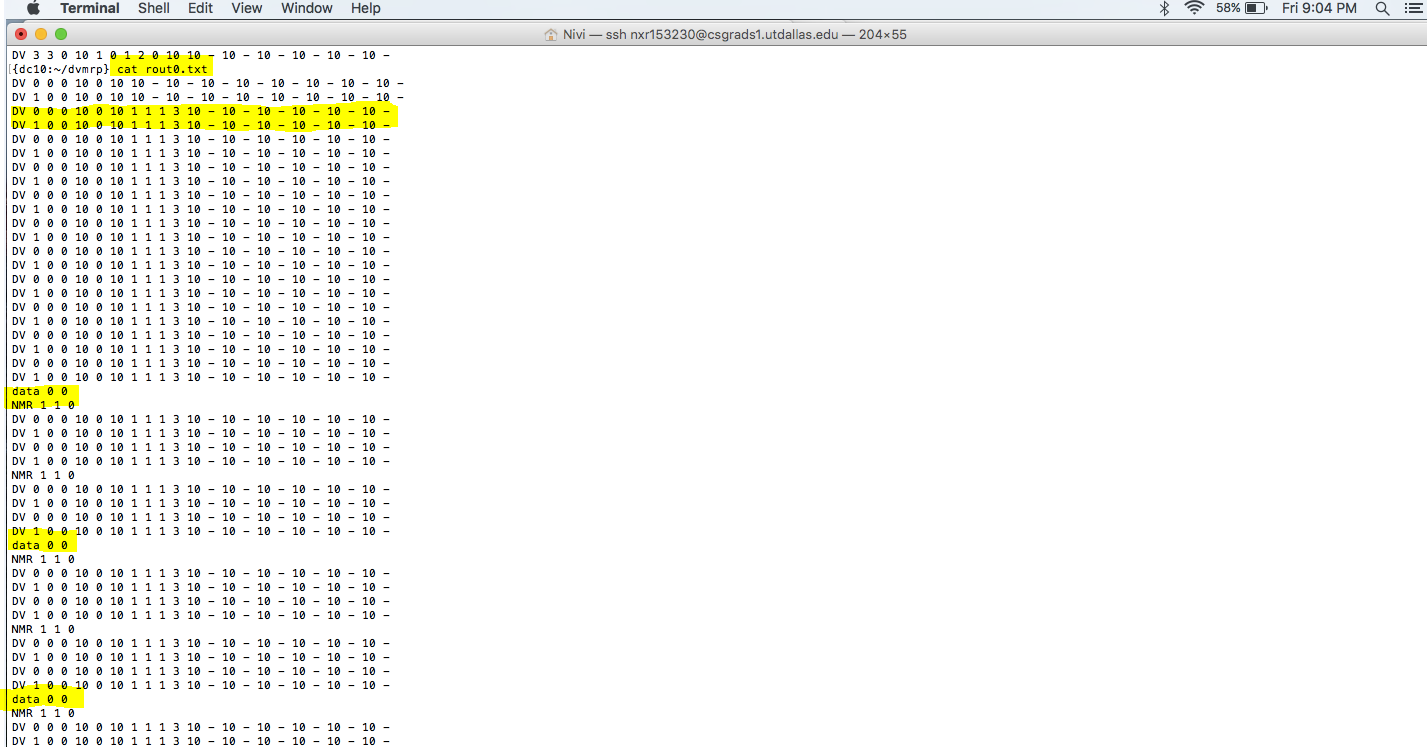 Terminal Shell Edit View Window Help 58% Fri 9:04 PM
Nivi — ssh nxr153230@csgrads1.utdallas.edu — 204×55
DV 3 3 0 10 1 0 1 2 0 10 10 - 10 - 10 - 10 - 10 - 10 -
[{dc10:~/dvmrp} cat rout0.txt
DV 0 0 0 10 0 10 10 - 10 - 10 - 10 - 10 - 10 - 10 - 10 -
DV 1 0 0 10 0 10 10 - 10 - 10 - 10 - 10 - 10 - 10 - 10 -
DV 0 0 0 10 0 10 1 1 1 3 10 - 10 - 10 - 10 - 10 - 10 -
DV 1 0 0 10 0 10 1 1 1 3 10 - 10 - 10 - 10 - 10 - 10 -
DV 0 0 0 10 0 10 1 1 1 3 10 - 10 - 10 - 10 - 10 - 10 -
DV 1 0 0 10 0 10 1 1 1 3 10 - 10 - 10 - 10 - 10 - 10 -
DV 0 0 0 10 0 10 1 1 1 3 10 - 10 - 10 - 10 - 10 - 10 -
DV 1 0 0 10 0 10 1 1 1 3 10 - 10 - 10 - 10 - 10 - 10 -
DV 0 0 0 10 0 10 1 1 1 3 10 - 10 - 10 - 10 - 10 - 10 -
DV 1 0 0 10 0 10 1 1 1 3 10 - 10 - 10 - 10 - 10 - 10 -
DV 0 0 0 10 0 10 1 1 1 3 10 - 10 - 10 - 10 - 10 - 10 -
DV 1 0 0 10 0 10 1 1 1 3 10 - 10 - 10 - 10 - 10 - 10 -
DV 0 0 0 10 0 10 1 1 1 3 10 - 10 - 10 - 10 - 10 - 10 -
DV 1 0 0 10 0 10 1 1 1 3 10 - 10 - 10 - 10 - 10 - 10 -
DV 0 0 0 10 0 10 1 1 1 3 10 - 10 - 10 - 10 - 10 - 10 -
DV 1 0 0 10 0 10 1 1 1 3 10 - 10 - 10 - 10 - 10 - 10 -
DV 0 0 0 10 0 10 1 1 1 3 10 - 10 - 10 - 10 - 10 - 10 -
DV 1 0 0 10 0 10 1 1 1 3 10 - 10 - 10 - 10 - 10 - 10 -
DV 0 0 0 10 0 10 1 1 1 3 10 - 10 - 10 - 10 - 10 - 10 -
DV 1 0 0 10 0 10 1 1 1 3 10 - 10 - 10 - 10 - 10 - 10 -
DV 0 0 0 10 0 10 1 1 1 3 10 - 10 - 10 - 10 - 10 - 10 -
DV 1 0 0 10 0 10 1 1 1 3 10 - 10 - 10 - 10 - 10 - 10 -
data 0 0
NMR 1 1 0
DV 0 0 0 10 0 10 1 1 1 3 10 - 10 - 10 - 10 - 10 - 10 -
DV 1 0 0 10 0 10 1 1 1 3 10 - 10 - 10 - 10 - 10 - 10 -
DV 0 0 0 10 0 10 1 1 1 3 10 - 10 - 10 - 10 - 10 - 10 -
DV 1 0 0 10 0 10 1 1 1 3 10 - 10 - 10 - 10 - 10 - 10 -
NMR 1 1 0
DV 0 0 0 10 0 10 1 1 1 3 10 - 10 - 10 - 10 - 10 - 10 -
DV 1 0 0 10 0 10 1 1 1 3 10 - 10 - 10 - 10 - 10 - 10 -
DV 0 0 0 10 0 10 1 1 1 3 10 - 10 - 10 - 10 - 10 - 10 -
DV 1 0 0 10 0 10 1 1 1 3 10 - 10 - 10 - 10 - 10 - 10 -
data 0 0
NMR 1 1 0
DV 0 0 0 10 0 10 1 1 1 3 10 - 10 - 10 - 10 - 10 - 10 -
DV 1 0 0 10 0 10 1 1 1 3 10 - 10 - 10 - 10 - 10 - 10 -
DV 0 0 0 10 0 10 1 1 1 3 10 - 10 - 10 - 10 - 10 - 10 -
DV 1 0 0 10 0 10 1 1 1 3 10 - 10 - 10 - 10 - 10 - 10 -
NMR 1 1 0
DV 0 0 0 10 0 10 1 1 1 3 10 - 10 - 10 - 10 - 10 - 10 -
DV 1 0 0 10 0 10 1 1 1 3 10 - 10 - 10 - 10 - 10 - 10 -
DV 0 0 0 10 0 10 1 1 1 3 10 - 10 - 10 - 10 - 10 - 10 -
DV 1 0 0 10 0 10 1 1 1 3 10 - 10 - 10 - 10 - 10 - 10 -
data 0 0
NMR 1 1 0
DV 0 0 0 10 0 10 1 1 1 3 10 - 10 - 10 - 10 - 10 - 10 -
DV 1 0 0 10 0 10 1 1 1 3 10 - 10 - 10 - 10 - 10 - 10 -